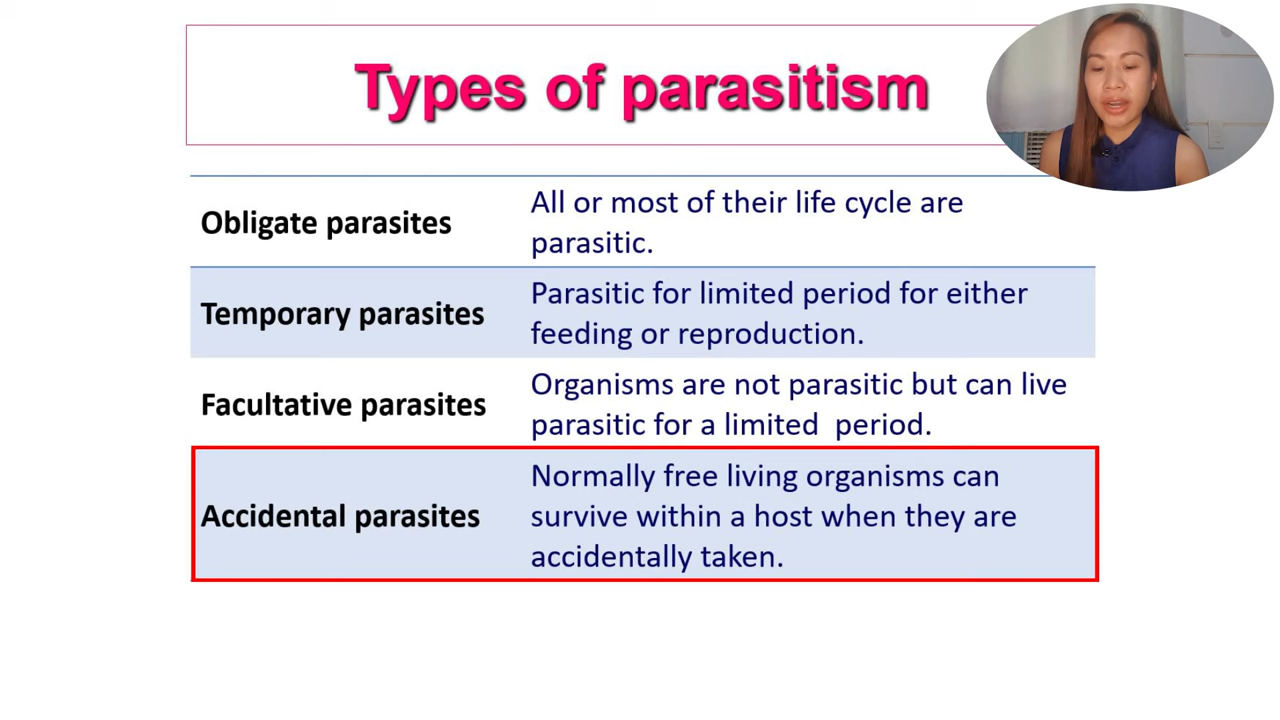 Types of parasitism
Obligate parasites
All or most of their life cycle are
parasitic.
Temporary parasites
Parasitic for limited period for either
feeding or reproduction.
Facultative parasites
Organisms are not parasitic but can live
parasitic for a limited  period.
Accidental parasites
Normally free living organisms can
survive within a host when they are
accidentally taken.